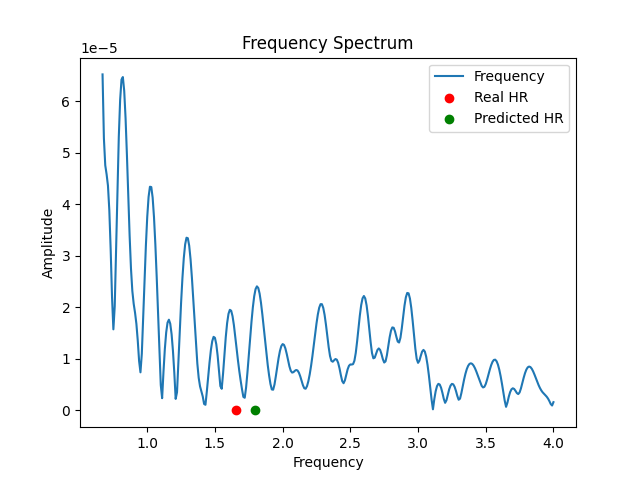 Frequency Spectrum
1e−5
Frequency
Real HR
Predicted HR
6
5
4
3
2
1
0
Amplitude
1.0 1.5 2.0 2.5 3.0 3.5 4.0
Frequency